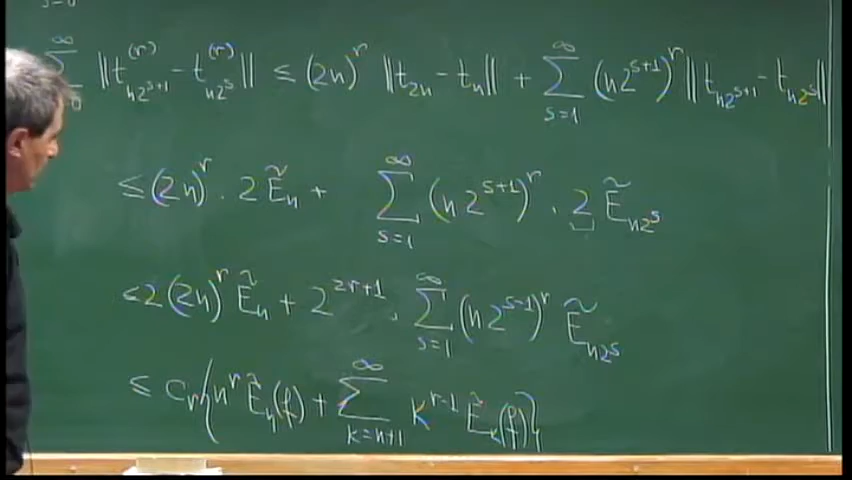 s=0
∑_{0}^{∞} ‖t^{(r)}_{n2^{s+1}} - t^{(r)}_{n2^s}‖ ≤ (2n)^r ‖t_{2n} - t_n‖ + ∑_{s=1}^{∞} (n2^{s+1})^r ‖t_{n2^{s+1}} - t_{n2^s}‖
≤ (2n)^r · 2Ẽ_n + ∑_{s=1}^{∞} (n2^{s+1})^r · 2 Ẽ_{n2^s}
≤ 2(2n)^r Ẽ_n + 2^{2r+1} · ∑_{s=1}^{∞} (n2^{s-1})^r Ẽ_{n2^s}
≤ C_r { n^r Ẽ_n(f) + ∑_{k=n+1}^{∞} k^{r-1} Ẽ_k(f) }